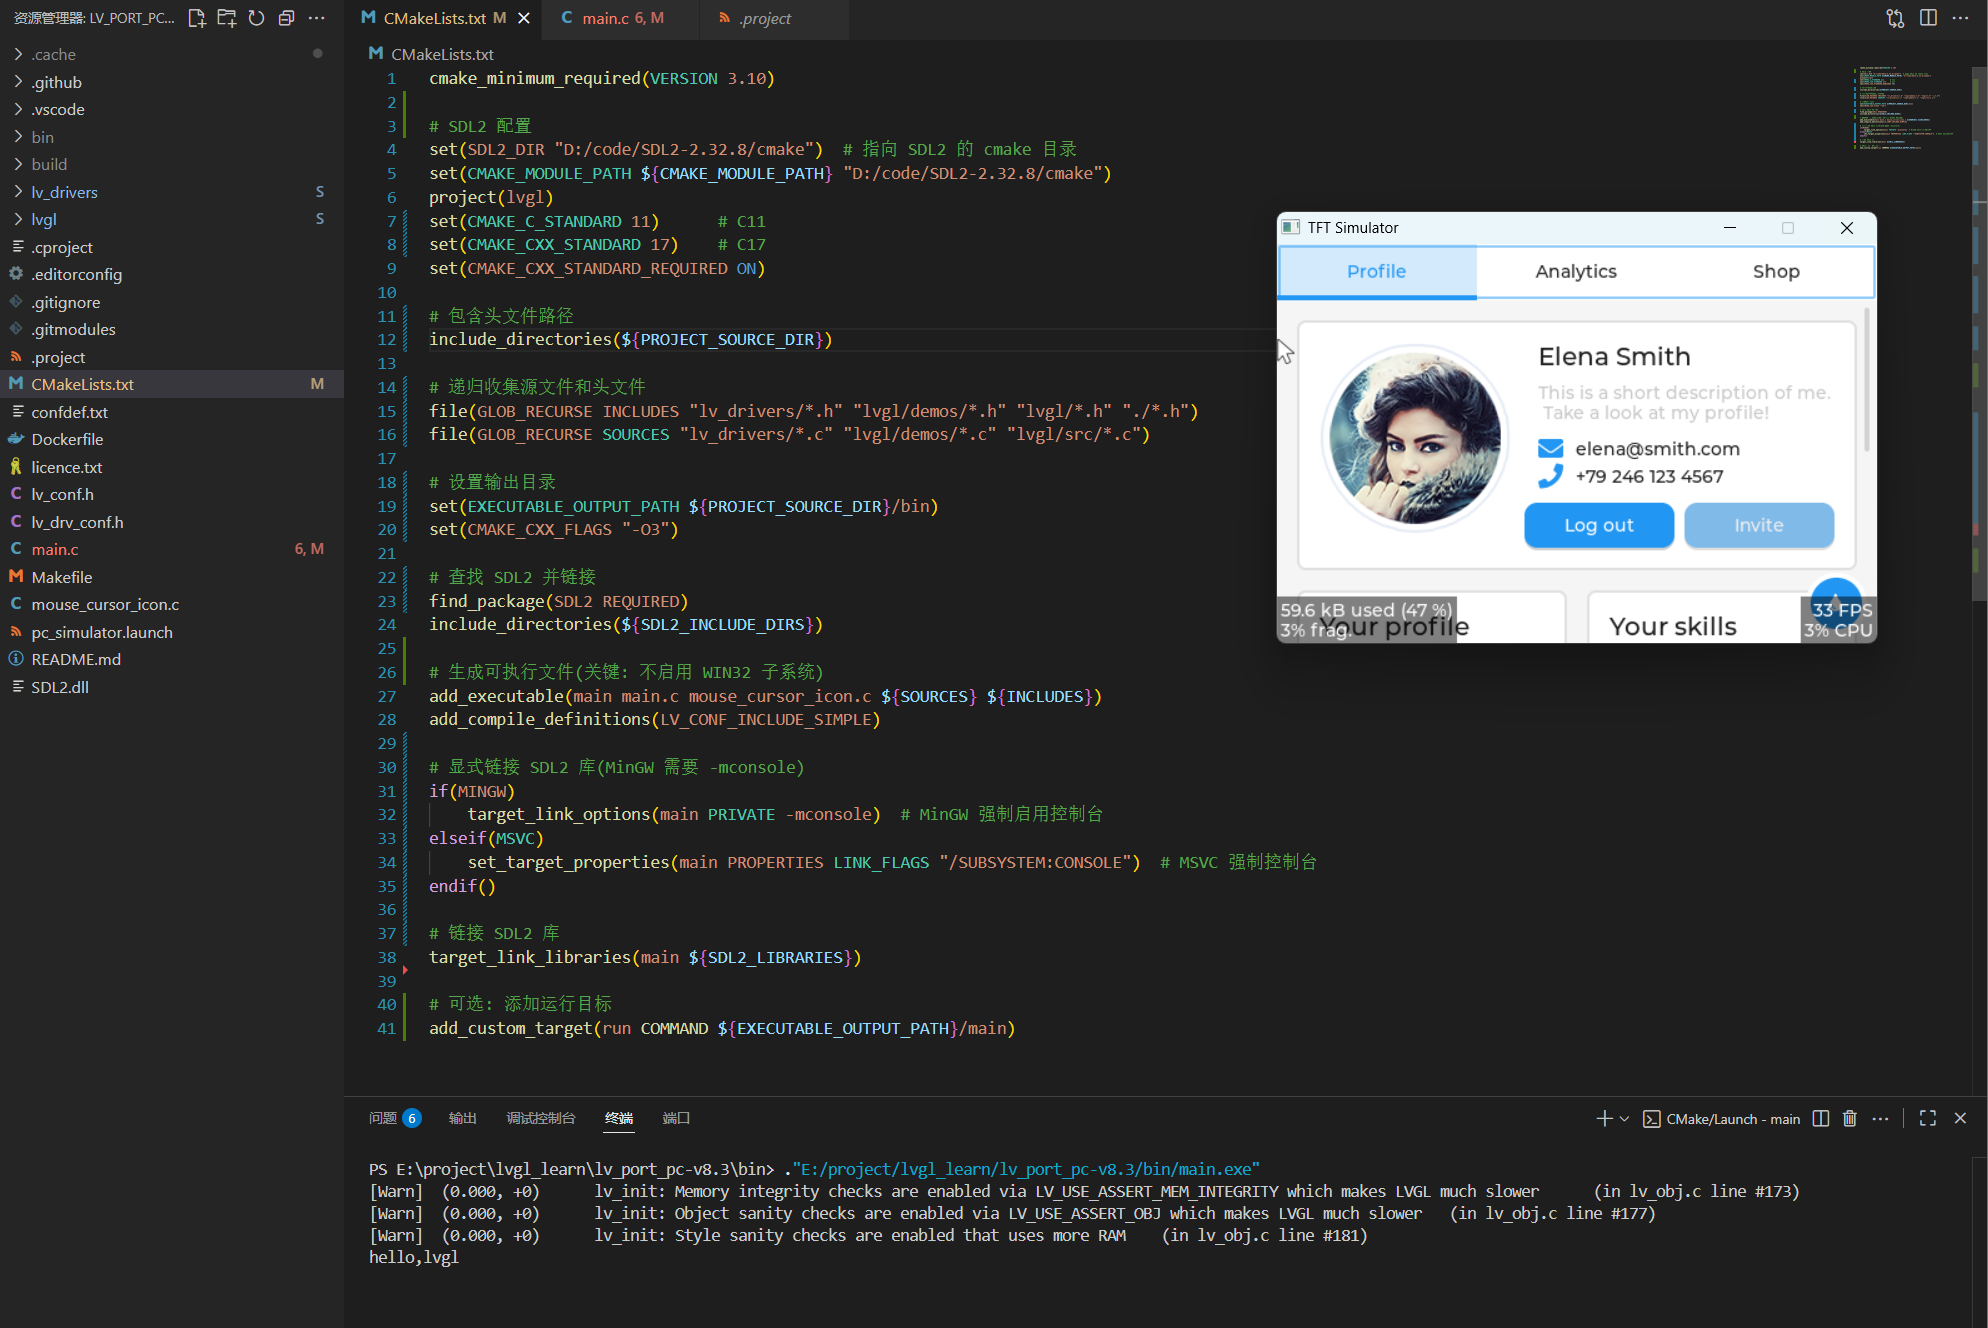 资源管理器: LV_PORT_PC...
.cache
.github
.vscode
bin
build
lv_drivers S
lvgl S
.cproject
.editorconfig
.gitignore
.gitmodules
.project
CMakeLists.txt M
confdef.txt
Dockerfile
licence.txt
lv_conf.h
lv_drv_conf.h
main.c 6, M
Makefile
mouse_cursor_icon.c
pc_simulator.launch
README.md
SDL2.dll
CMakeLists.txt M
main.c 6, M
.project
CMakeLists.txt
1 cmake_minimum_required(VERSION 3.10)
2
3 # SDL2 配置
4 set(SDL2_DIR "D:/code/SDL2-2.32.8/cmake")  # 指向 SDL2 的 cmake 目录
5 set(CMAKE_MODULE_PATH ${CMAKE_MODULE_PATH} "D:/code/SDL2-2.32.8/cmake")
6 project(lvgl)
7 set(CMAKE_C_STANDARD 11)      # C11
8 set(CMAKE_CXX_STANDARD 17)    # C17
9 set(CMAKE_CXX_STANDARD_REQUIRED ON)
10
11 # 包含头文件路径
12 include_directories(${PROJECT_SOURCE_DIR})
13
14 # 递归收集源文件和头文件
15 file(GLOB_RECURSE INCLUDES "lv_drivers/*.h" "lvgl/demos/*.h" "lvgl/*.h" "./*.h")
16 file(GLOB_RECURSE SOURCES "lv_drivers/*.c" "lvgl/demos/*.c" "lvgl/src/*.c")
17
18 # 设置输出目录
19 set(EXECUTABLE_OUTPUT_PATH ${PROJECT_SOURCE_DIR}/bin)
20 set(CMAKE_CXX_FLAGS "-O3")
21
22 # 查找 SDL2 并链接
23 find_package(SDL2 REQUIRED)
24 include_directories(${SDL2_INCLUDE_DIRS})
25
26 # 生成可执行文件(关键: 不启用 WIN32 子系统)
27 add_executable(main main.c mouse_cursor_icon.c ${SOURCES} ${INCLUDES})
28 add_compile_definitions(LV_CONF_INCLUDE_SIMPLE)
29
30 # 显式链接 SDL2 库(MinGW 需要 -mconsole)
31 if(MINGW)
32     target_link_options(main PRIVATE -mconsole)  # MinGW 强制启用控制台
33 elseif(MSVC)
34     set_target_properties(main PROPERTIES LINK_FLAGS "/SUBSYSTEM:CONSOLE")  # MSVC 强制控制台
35 endif()
36
37 # 链接 SDL2 库
38 target_link_libraries(main ${SDL2_LIBRARIES})
39
40 # 可选: 添加运行目标
41 add_custom_target(run COMMAND ${EXECUTABLE_OUTPUT_PATH}/main)
TFT Simulator
Profile Analytics Shop
Elena Smith
This is a short description of me.
Take a look at my profile!
elena@smith.com
+79 246 123 4567
Log out Invite
59.6 kB used (47 %)
3% frag.
Your profile
Your skills
33 FPS
3% CPU
问题 6 输出 调试控制台 终端 端口
CMake/Launch - main
PS E:\project\lvgl_learn\lv_port_pc-v8.3\bin> ."E:/project/lvgl_learn/lv_port_pc-v8.3/bin/main.exe"
[Warn]  (0.000, +0)      lv_init: Memory integrity checks are enabled via LV_USE_ASSERT_MEM_INTEGRITY which makes LVGL much slower      (in lv_obj.c line #173)
[Warn]  (0.000, +0)      lv_init: Object sanity checks are enabled via LV_USE_ASSERT_OBJ which makes LVGL much slower   (in lv_obj.c line #177)
[Warn]  (0.000, +0)      lv_init: Style sanity checks are enabled that uses more RAM    (in lv_obj.c line #181)
hello,lvgl